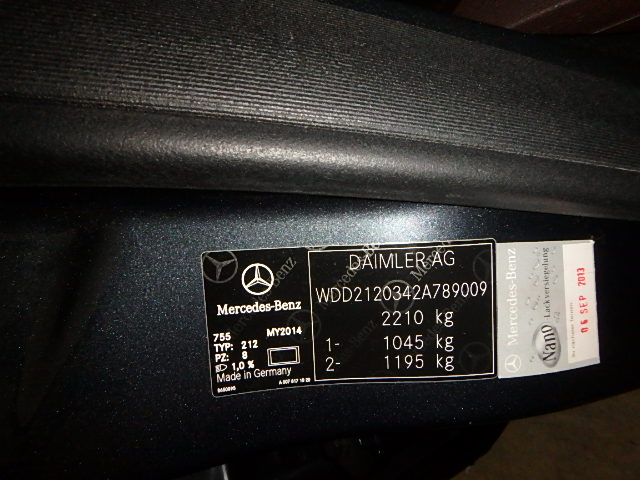 Mercedes-Benz
755 MY2014
TYP: 212
PZ: 8
1,0 %
Made in Germany
DAIMLER AG
WDD2120342A789009
2210 kg
1- 1045 kg
2- 1195 kg
Mercedes-Benz
Nano
Lackversiegelung
06 SEP 2013